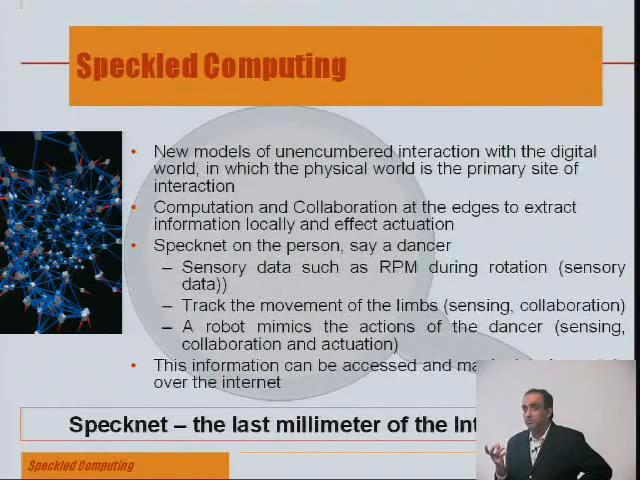 Speckled Computing
New models of unencumbered interaction with the digital
world, in which the physical world is the primary site of
interaction
Computation and Collaboration at the edges to extract
information locally and effect actuation
Specknet on the person, say a dancer
– Sensory data such as RPM during rotation (sensory
data))
– Track the movement of the limbs (sensing, collaboration)
– A robot mimics the actions of the dancer (sensing,
collaboration and actuation)
This information can be accessed and
over the internet
Specknet – the last millimeter of the
Speckled Computing